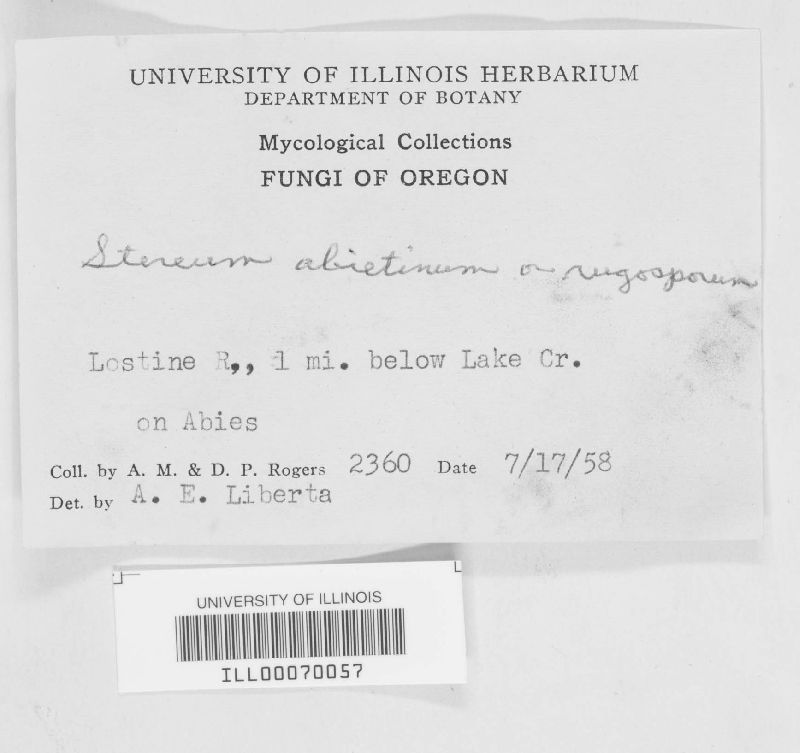 UNIVERSITY OF ILLINOIS HERBARIUM
DEPARTMENT OF BOTANY
Mycological Collections
FUNGI OF OREGON
Stereum abietinum or rugosporum
Lostine R,, 1 mi. below Lake Cr.
on Abies
Coll. by A. M. & D. P. Rogers 2360 Date 7/17/58
Det. by A. E. Liberta
UNIVERSITY OF ILLINOIS
ILL00070057